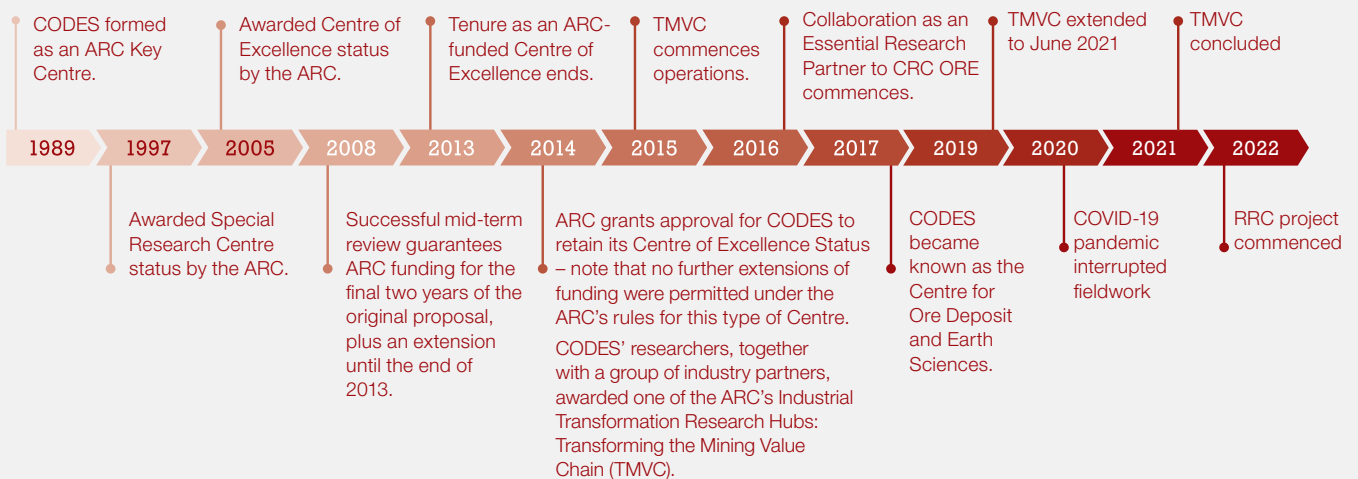 CODES formed
as an ARC Key
Centre.
Awarded Centre of
Excellence status
by the ARC.
Tenure as an ARC-
funded Centre of
Excellence ends.
TMVC
commences
operations.
Collaboration as an
Essential Research
Partner to CRC ORE
commences.
TMVC extended
to June 2021
TMVC
concluded
1989 1997 2005 2008 2013 2014 2015 2016 2017 2019 2020 2021 2022
Awarded Special
Research Centre
status by the ARC.
Successful mid-term
review guarantees
ARC funding for the
final two years of the
original proposal,
plus an extension
until the end of
2013.
ARC grants approval for CODES to
retain its Centre of Excellence Status
– note that no further extensions of
funding were permitted under the
ARC's rules for this type of Centre.
CODES' researchers, together
with a group of industry partners,
awarded one of the ARC's Industrial
Transformation Research Hubs:
Transforming the Mining Value
Chain (TMVC).
CODES
became
known as the
Centre for
Ore Deposit
and Earth
Sciences.
COVID-19
pandemic
interrupted
fieldwork
RRC project
commenced